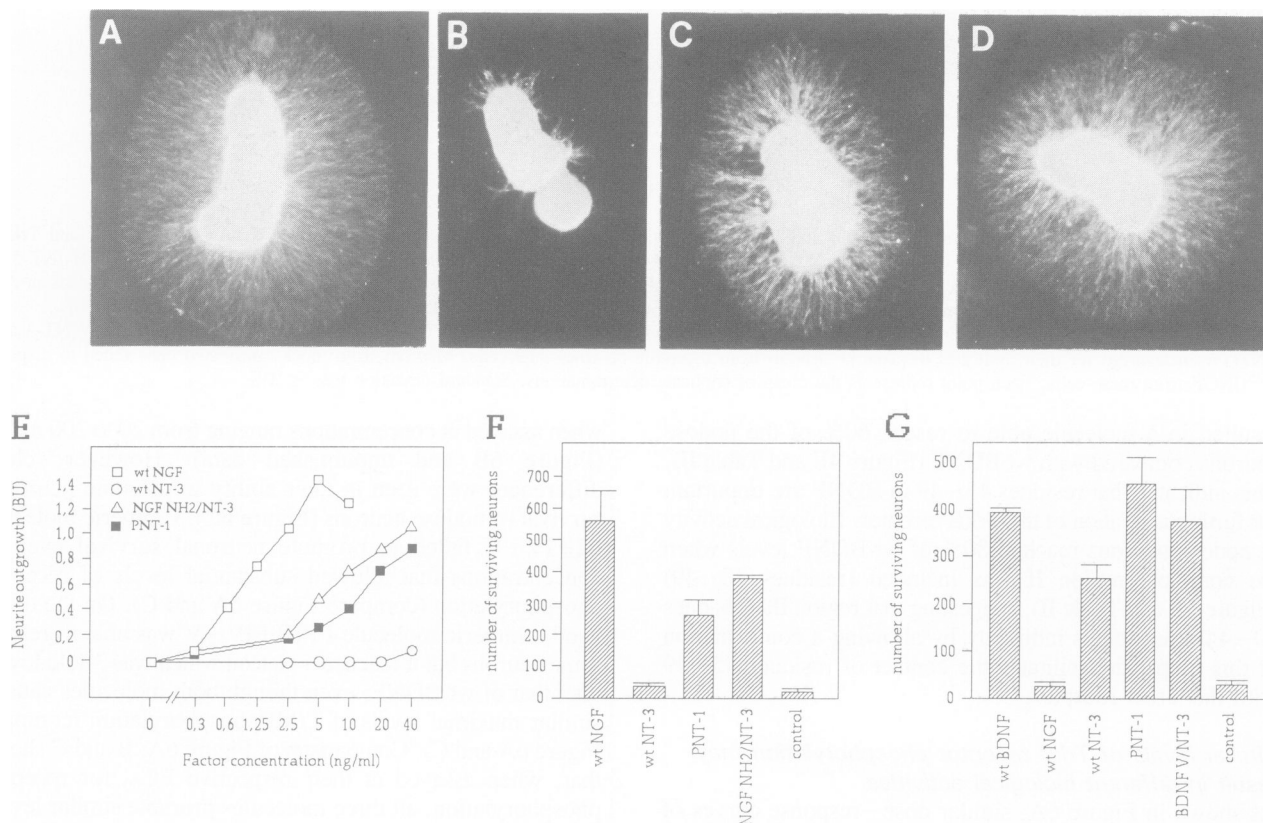 A
B
C
D
E
wt NGF
wt NT-3
NGF NH2/NT-3
PNT-1
Neurite outgrowth (BU)
1,4
1,2
1,0
0,8
0,6
0,4
0,2
0
0 0,3 0,6 1,25 2,5 5 10 20 40
Factor concentration (ng/ml)
F
number of surviving neurons
700
600
500
400
300
200
100
0
wt NGF
wt NT-3
PNT-1
NGF NH2/NT-3
control
G
number of surviving neurons
500
400
300
200
100
0
wt BDNF
wt NGF
wt NT-3
PNT-1
BDNF V/NT-3
control